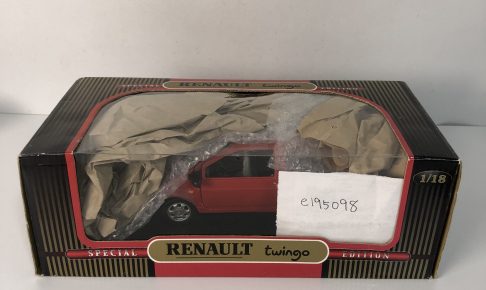 RENAULT twingo
1/18
e195098
SPECIAL RENAULT twingo EDITION